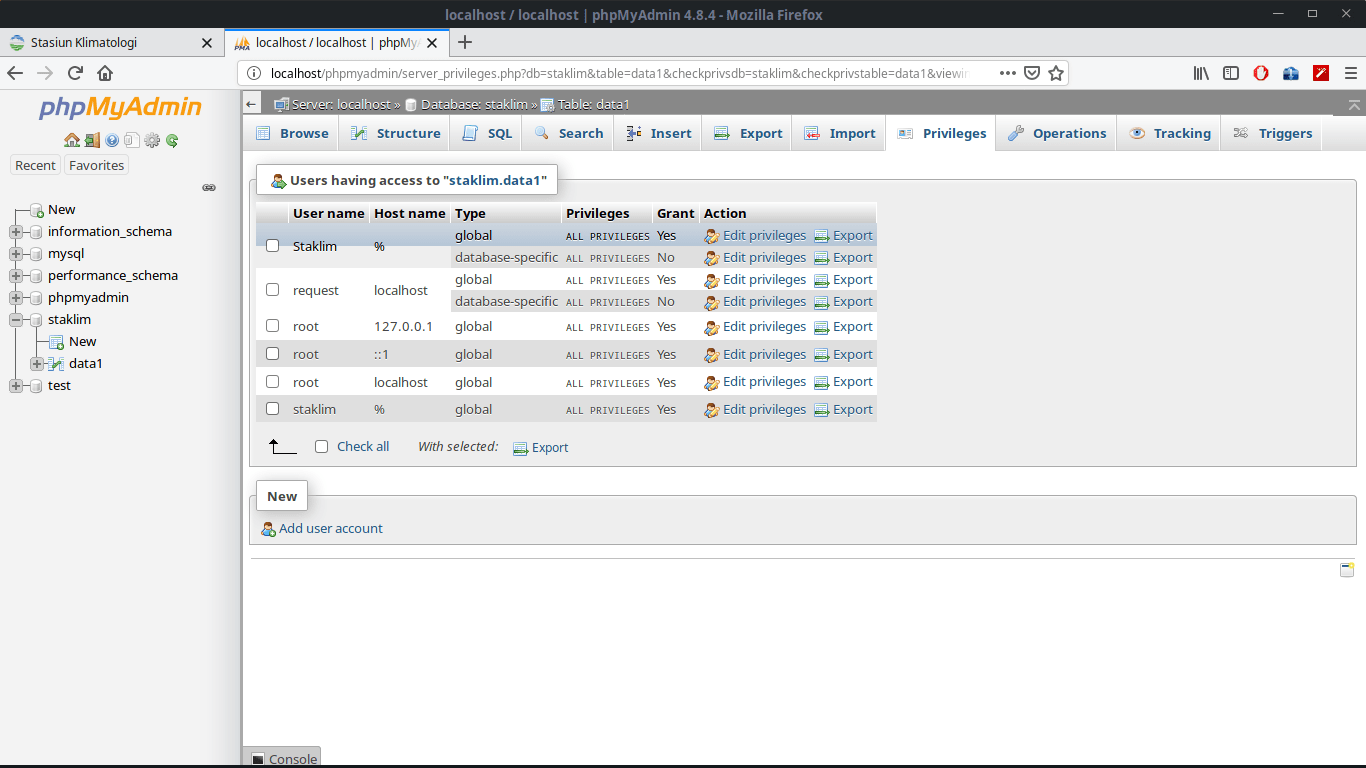 localhost / localhost | phpMyAdmin 4.8.4 - Mozilla Firefox
Stasiun Klimatologi
localhost / localhost | phpMyA
localhost/phpmyadmin/server_privileges.php?db=staklim&table=data1&checkprivsdb=staklim&checkprivstable=data1&viewin
phpMyAdmin
Recent Favorites
New
information_schema
mysql
performance_schema
phpmyadmin
staklim
New
data1
test
Server: localhost » Database: staklim » Table: data1
Browse Structure SQL Search Insert Export Import Privileges Operations Tracking Triggers
Users having access to "staklim.data1"
User name Host name Type Privileges Grant Action
Staklim % global ALL PRIVILEGES Yes Edit privileges Export
database-specific ALL PRIVILEGES No Edit privileges Export
request localhost global ALL PRIVILEGES Yes Edit privileges Export
database-specific ALL PRIVILEGES No Edit privileges Export
root 127.0.0.1 global ALL PRIVILEGES Yes Edit privileges Export
root ::1 global ALL PRIVILEGES Yes Edit privileges Export
root localhost global ALL PRIVILEGES Yes Edit privileges Export
staklim % global ALL PRIVILEGES Yes Edit privileges Export
Check all With selected: Export
New
Add user account
Console